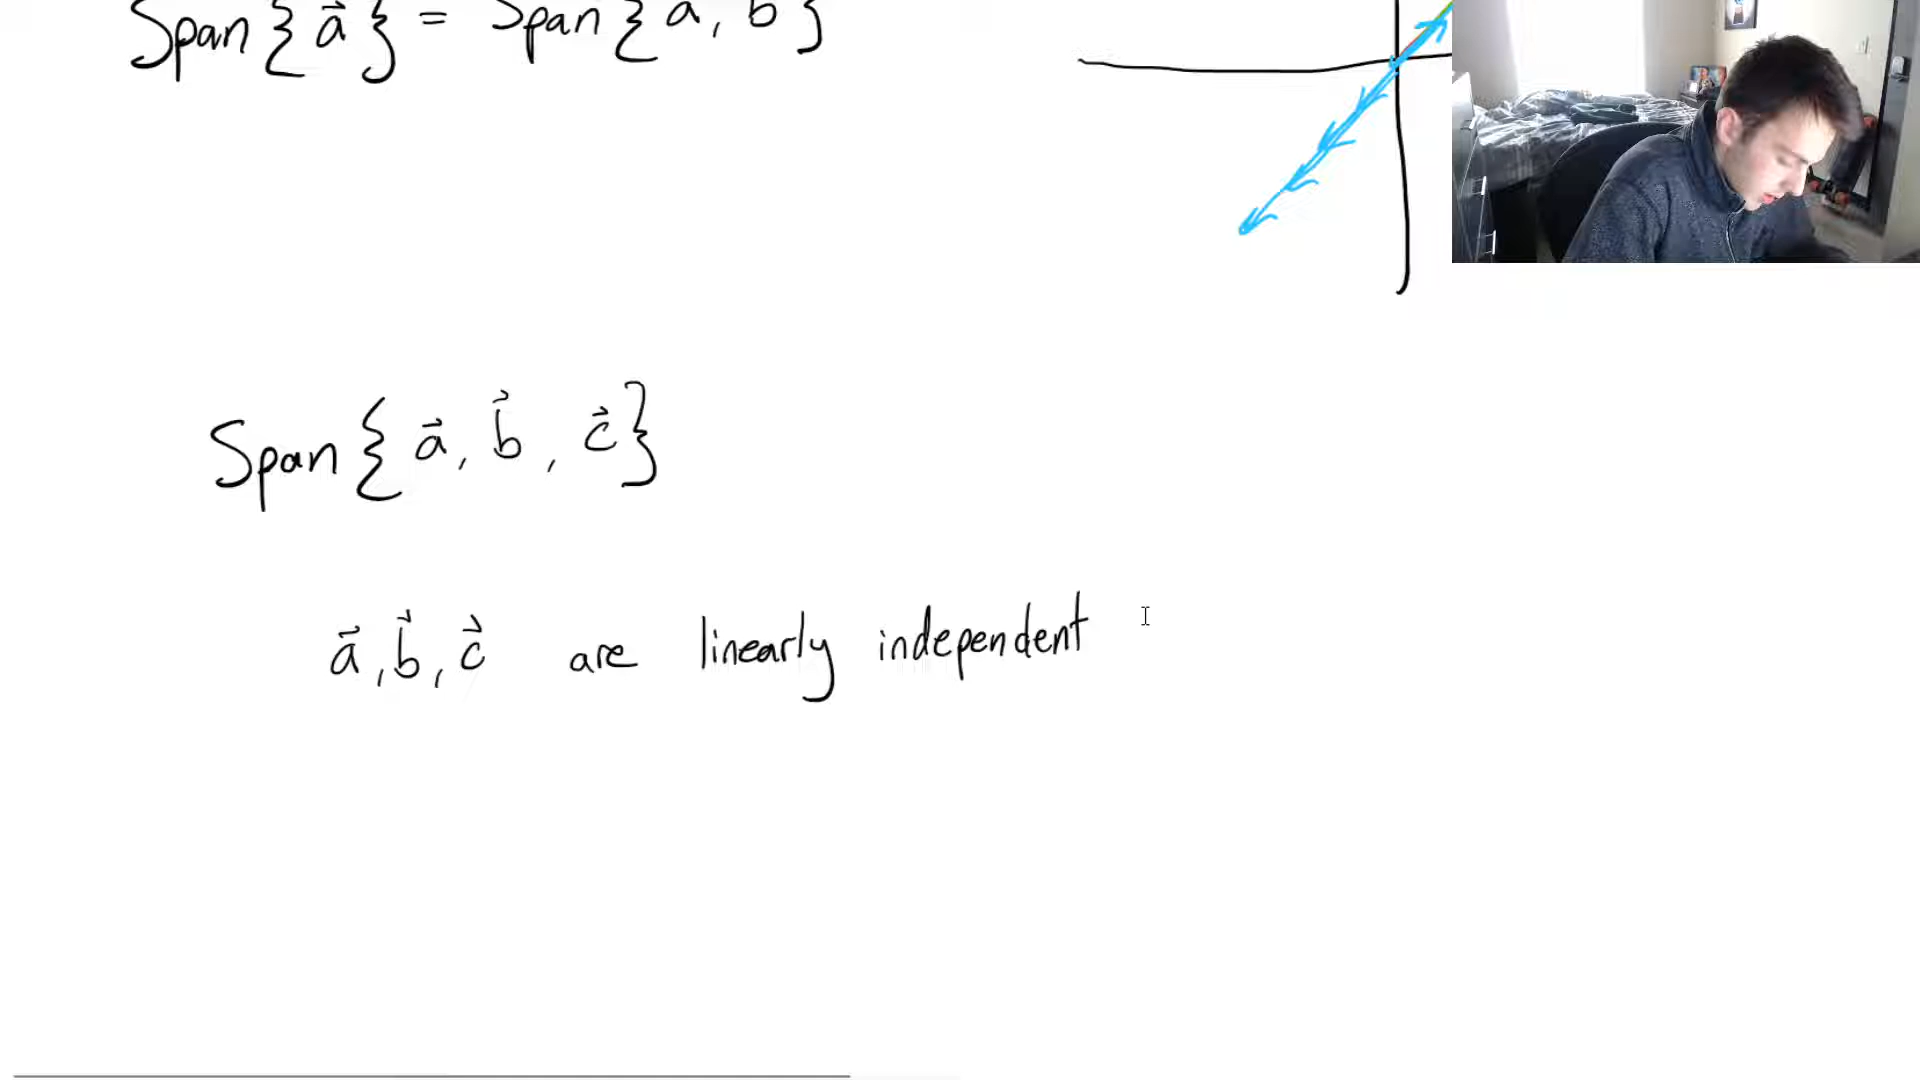 Span{a⃗} = Span{a, b}
Span{a⃗, b⃗, c⃗}
a⃗, b⃗, c⃗ are linearly independent